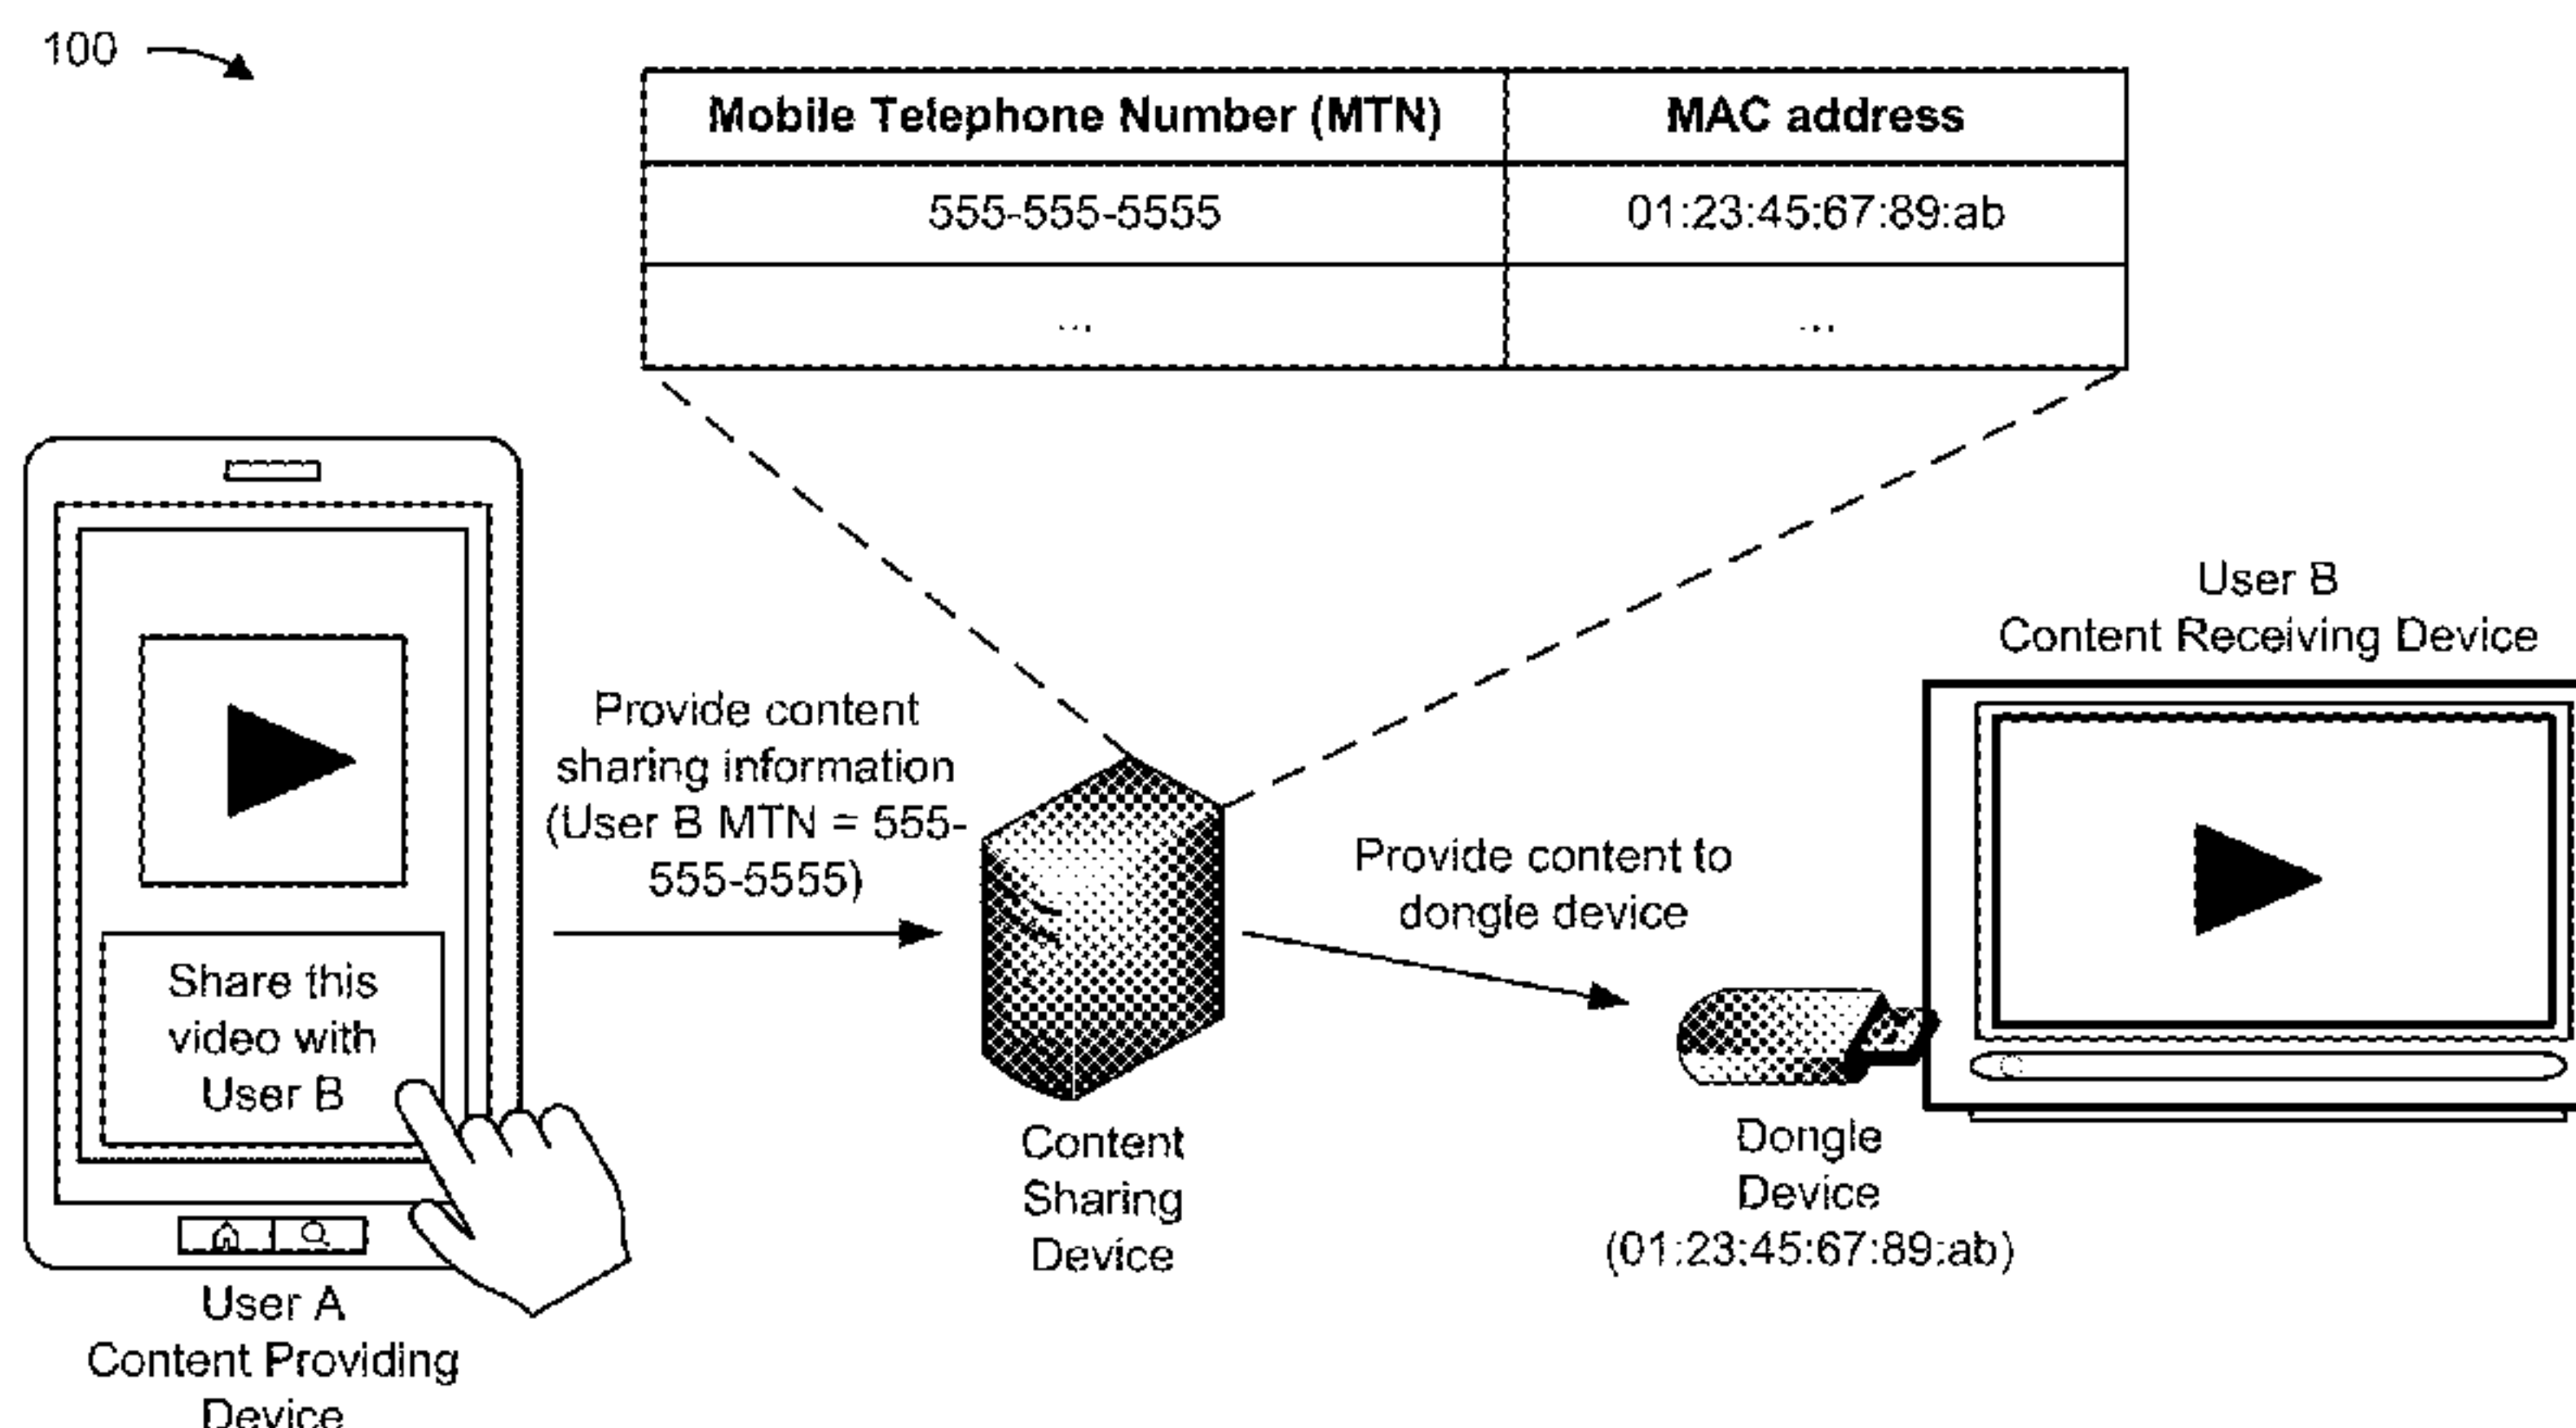 100
Mobile Telephone Number (MTN) MAC address
555-555-5555 01:23:45:67:89:ab
... ...
User B
Content Receiving Device
Provide content
sharing information
(User B MTN = 555-
555-5555)
Provide content to
dongle device
Share this
video with
User B
Content
Sharing
Device
Dongle
Device
(01:23:45:67:89:ab)
User A
Content Providing
Device